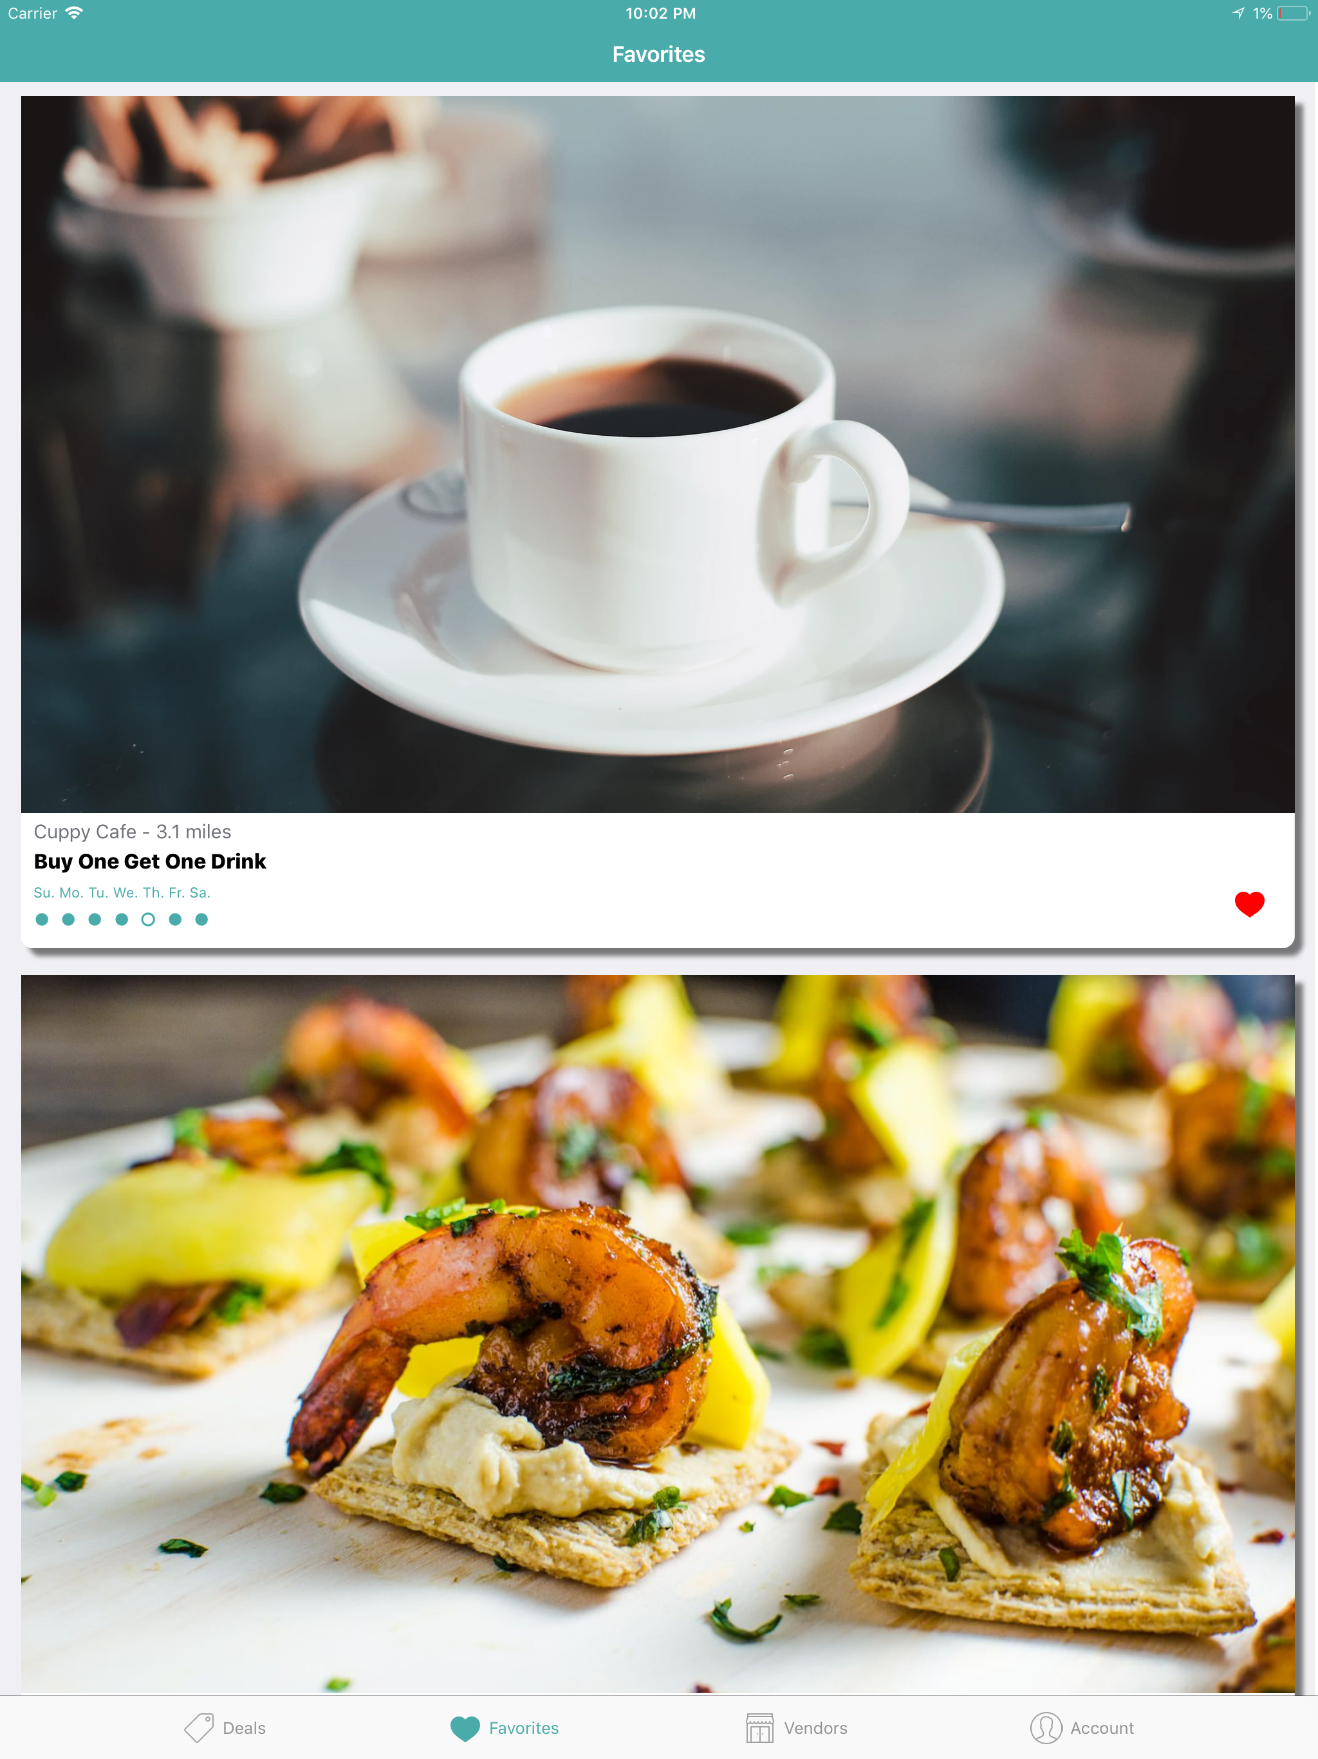 Carrier 10:02 PM 1%
Favorites
Cuppy Cafe - 3.1 miles
Buy One Get One Drink
Su. Mo. Tu. We. Th. Fr. Sa.
Deals Favorites Vendors Account